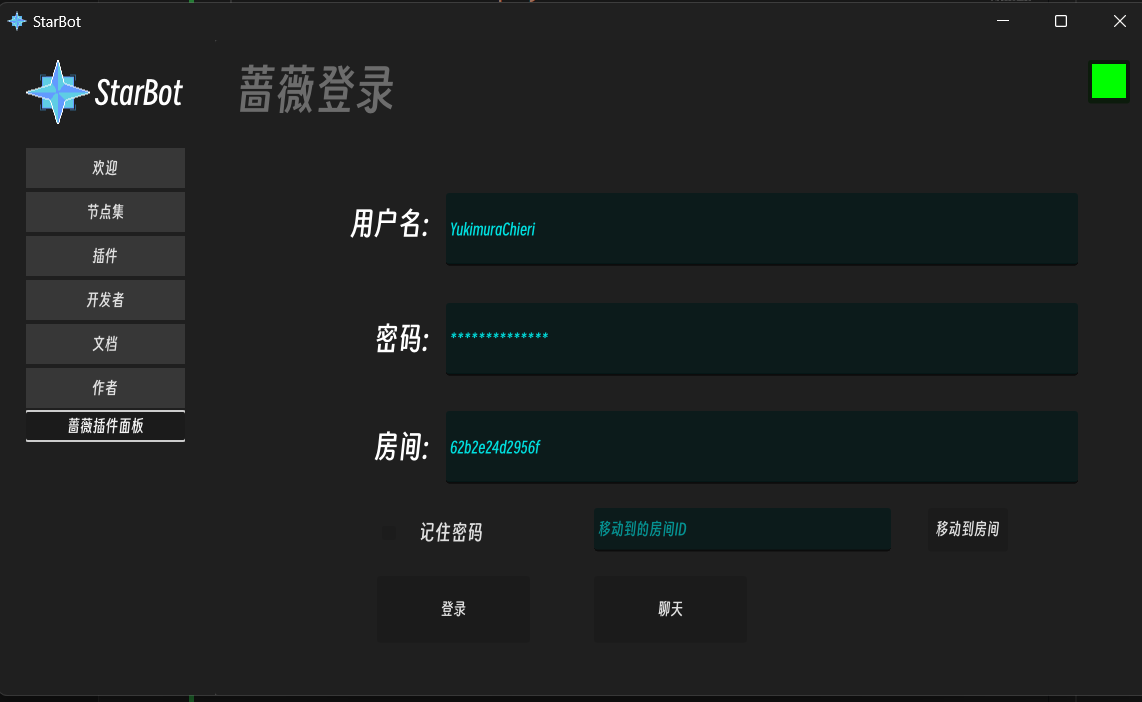 StarBot
StarBot
蔷薇登录
欢迎
节点集
插件
开发者
文档
作者
蔷薇插件面板
用户名:
YukimuraChieri
密码:
**************
房间:
62b2e24d2956f
记住密码
移动到的房间ID
移动到房间
登录
聊天